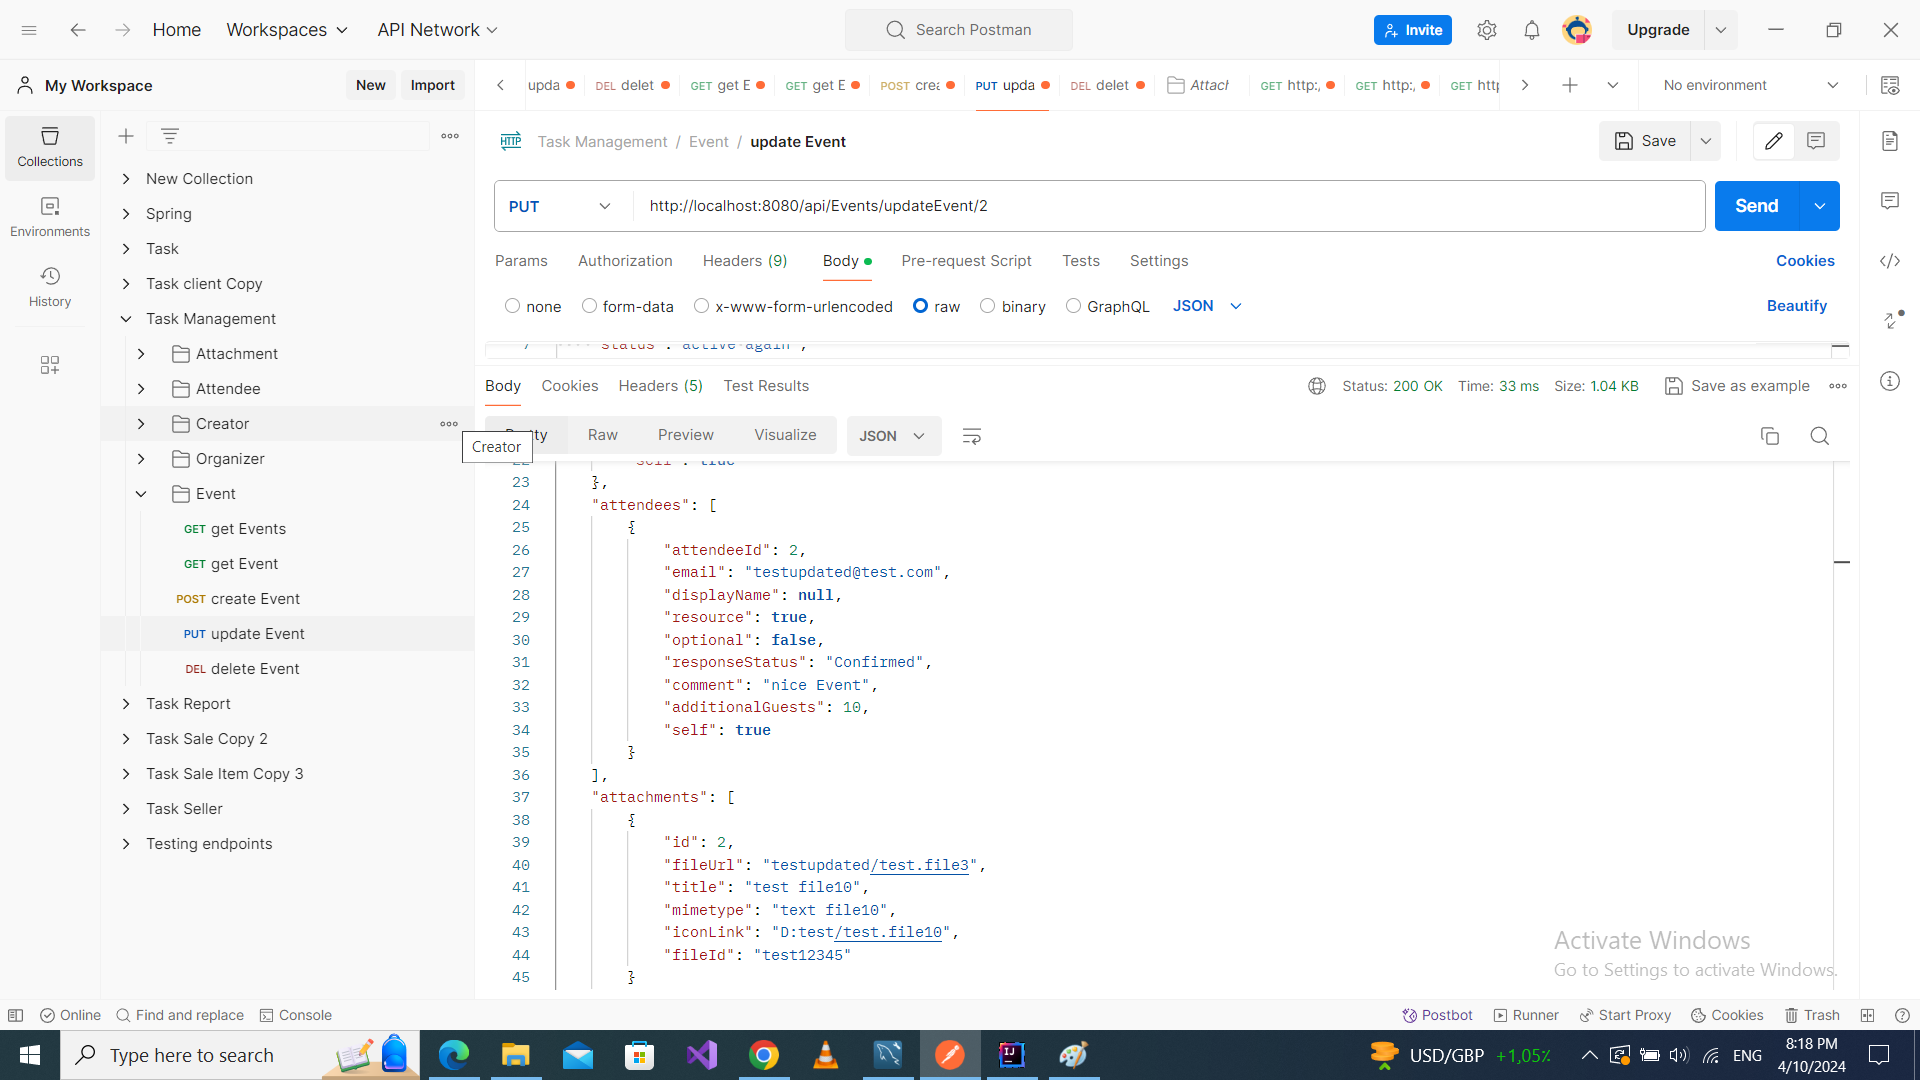 Home Workspaces API Network Search Postman Invite Upgrade
My Workspace New Import
upda DEL delet GET get E GET get E POST crea PUT upda DEL delet Attach GET http:/ GET http:/ GET http No environment
Collections
Environments
History
New Collection
Spring
Task
Task client Copy
Task Management
Attachment
Attendee
Creator
Organizer
Event
GET get Events
GET get Event
POST create Event
PUT update Event
DEL delete Event
Task Report
Task Sale Copy 2
Task Sale Item Copy 3
Task Seller
Testing endpoints
Creator
HTTP Task Management / Event / update Event Save
PUT http://localhost:8080/api/Events/updateEvent/2 Send
Params Authorization Headers (9) Body Pre-request Script Tests Settings Cookies
none form-data x-www-form-urlencoded raw binary GraphQL JSON Beautify
7 "status":"active·again",
Body Cookies Headers (5) Test Results Status: 200 OK Time: 33 ms Size: 1.04 KB Save as example
Pretty Raw Preview Visualize JSON
22 "self": true
23 },
24 "attendees": [
25 {
26 "attendeeId": 2,
27 "email": "testupdated@test.com",
28 "displayName": null,
29 "resource": true,
30 "optional": false,
31 "responseStatus": "Confirmed",
32 "comment": "nice Event",
33 "additionalGuests": 10,
34 "self": true
35 }
36 ],
37 "attachments": [
38 {
39 "id": 2,
40 "fileUrl": "testupdated/test.file3",
41 "title": "test file10",
42 "mimetype": "text file10",
43 "iconLink": "D:test/test.file10",
44 "fileId": "test12345"
45 }
Activate Windows
Go to Settings to activate Windows.
Online Find and replace Console Postbot Runner Start Proxy Cookies Trash
Type here to search USD/GBP +1,05% ENG 8:18 PM
4/10/2024